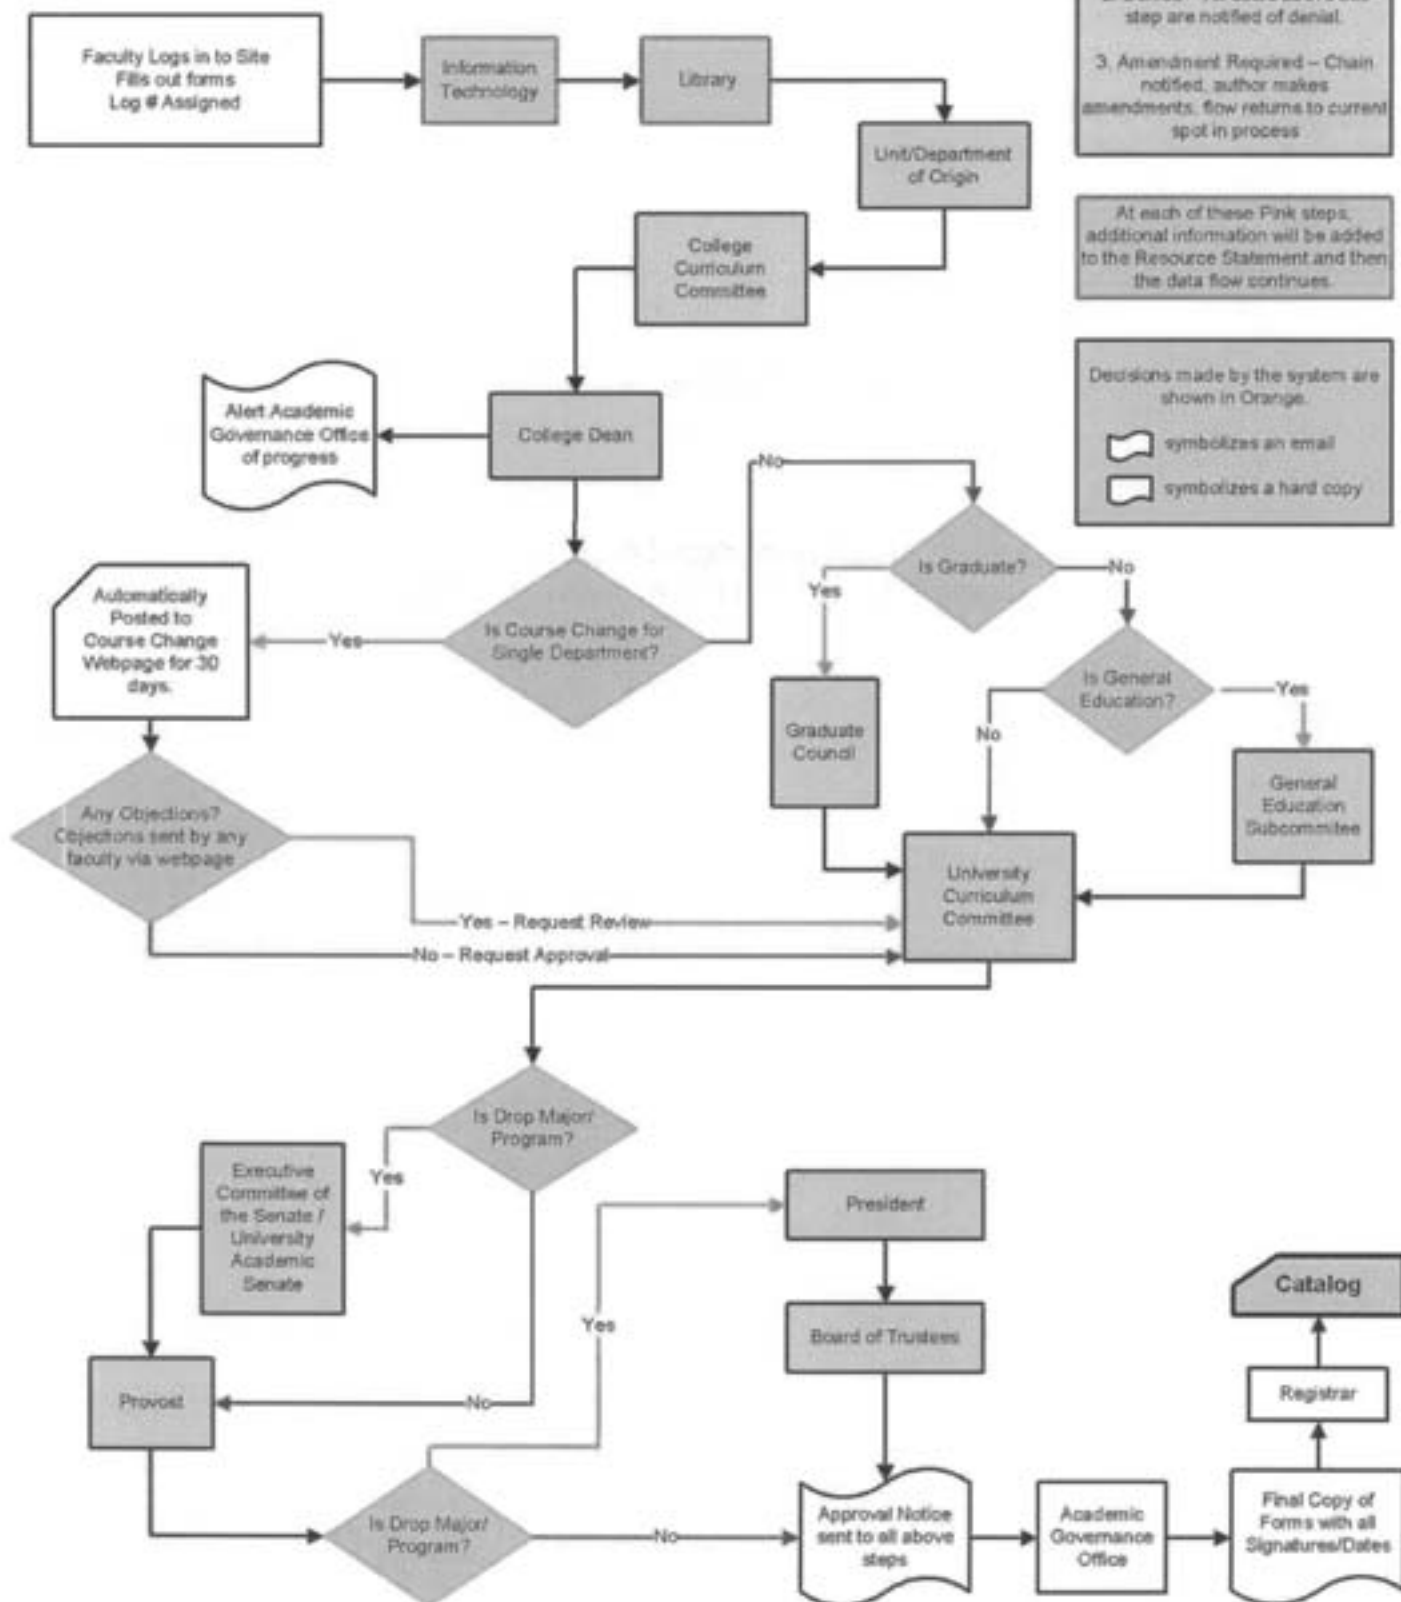 step are notified of denial.
3. Amendment Required – Chain
notified, author makes
amendments, flow returns to current
spot in process
Faculty Logs in to Site
Fills out forms
Log # Assigned
Information
Technology
Library
Unit/Department
of Origin
At each of these Pink steps,
additional information will be added
to the Resource Statement and then
the data flow continues.
College
Curriculum
Committee
Decisions made by the system are
shown in Orange.
symbolizes an email
symbolizes a hard copy
Alert Academic
Governance Office
of progress
College Dean
No
Is Graduate?
Yes
No
Automatically
Posted to
Course Change
Webpage for 30
days.
Yes
Is Course Change for
Single Department?
Is General
Education?
Yes
No
Graduate
Council
General
Education
Subcommitee
Any Objections?
Objections sent by any
faculty via webpage
University
Curriculum
Committee
Yes – Request Review
No – Request Approval
Is Drop Major/
Program?
Yes
Executive
Committee of
the Senate /
University
Academic
Senate
President
Yes
Board of Trustees
Catalog
Registrar
Provost
No
Is Drop Major/
Program?
No
Approval Notice
sent to all above
steps
Academic
Governance
Office
Final Copy of
Forms with all
Signatures/Dates